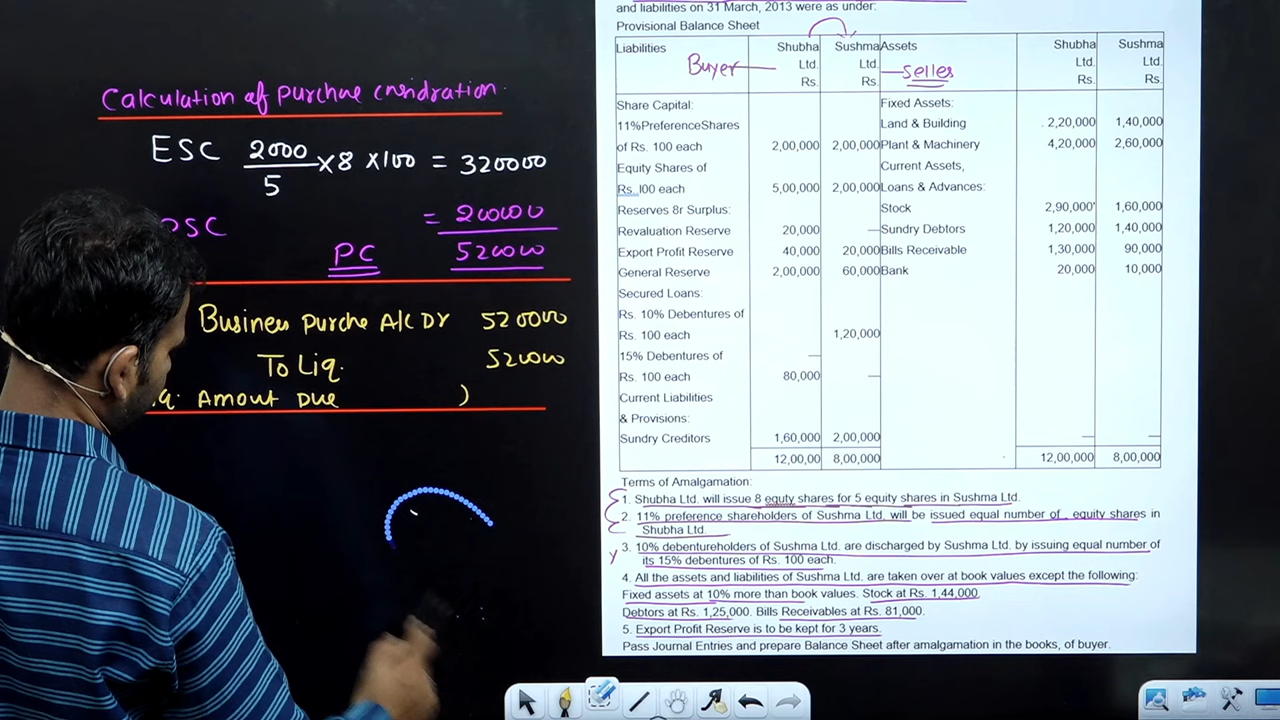 Calculation of Purchue Cnsidration.
ESC 2000/5 × 8 × 100 = 320000
PSC = 200000
PC 520000
Busines Purche A/c Dr 520000
To Liq. 520000
Amout Due )
and liabilities on 31 March, 2013 were as under:
Provisional Balance Sheet
Liabilities Shubha Ltd. Rs. Sushma Ltd. Rs. Assets Shubha Ltd. Rs. Sushma Ltd. Rs.
Buyer Seller
Share Capital: Fixed Assets:
11%PreferenceShares Land & Building 2,20,000 1,40,000
of Rs. 100 each 2,00,000 2,00,000 Plant & Machinery 4,20,000 2,60,000
Equity Shares of Current Assets,
Rs. I00 each 5,00,000 2,00,000 Loans & Advances:
Reserves 8r Surplus: Stock 2,90,000' 1,60,000
Revaluation Reserve 20,000 — Sundry Debtors 1,20,000 1,40,000
Export Profit Reserve 40,000 20,000 Bills Receivable 1,30,000 90,000
General Reserve 2,00,000 60,000 Bank 20,000 10,000
Secured Loans:
Rs. 10% Debentures of
Rs. 100 each 1,20,000
15% Debentures of —
Rs. 100 each 80,000 —
Current Liabilities
& Provisions:
Sundry Creditors 1,60,000 2,00,000 — —
12,00,00 8,00,000 12,00,000 8,00,000
Terms of Amalgamation:
1. Shubha Ltd. will issue 8 equty shares for 5 equity shares in Sushma Ltd.
2. 11% preference shareholders of Sushma Ltd. will be issued equal number of . equity shares in
Shubha Ltd.
3. 10% debentureholders of Sushma Ltd. are discharged by Sushma Ltd. by issuing equal number of
its 15% debentures of Rs. 100 each.
4. All the assets and liabilities of Sushma Ltd. are taken over at book values except the following:
Fixed assets at 10% more than book values. Stock at Rs. 1,44,000
Debtors at Rs. 1,25,000. Bills Receivables at Rs. 81,000.
5. Export Profit Reserve is to be kept for 3 years.
Pass Journal Entries and prepare Balance Sheet after amalgamation in the books, of buyer.